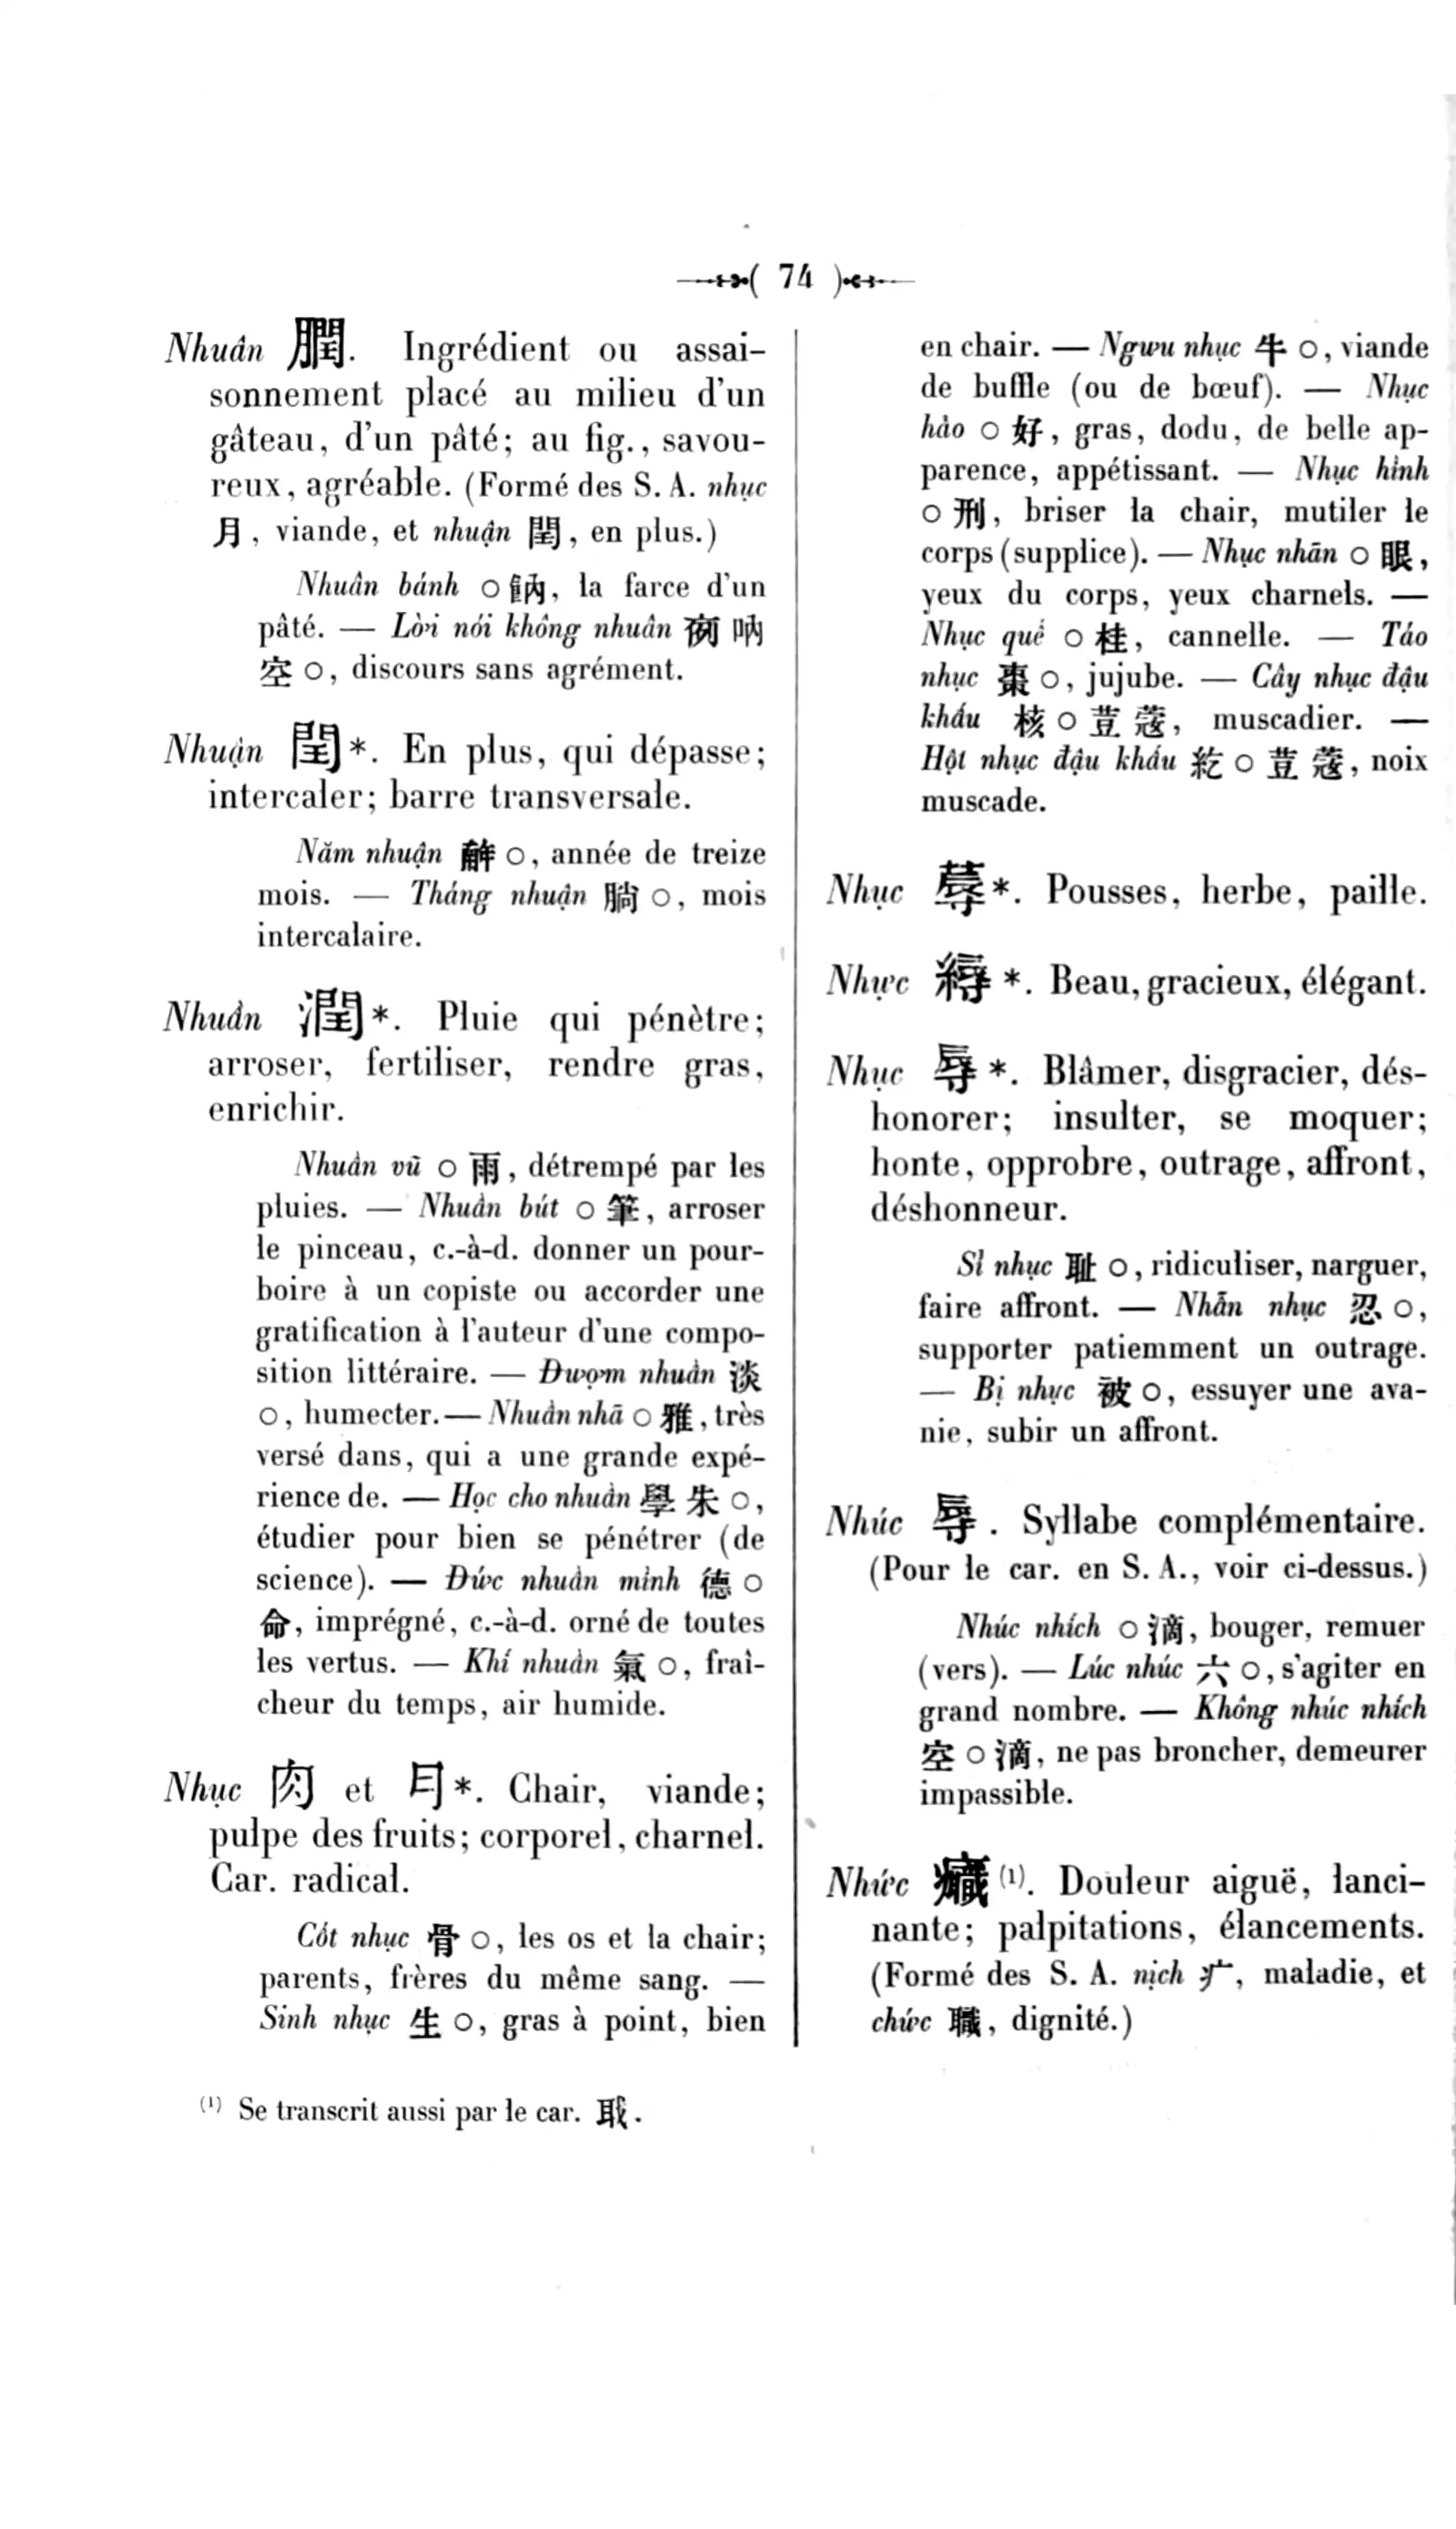 ( 74 )
Nhuân 膶. Ingrédient ou assai-
sonnement placé au milieu d'un
gâteau, d'un pâté; au fig., savou-
reux, agréable. (Formé des S. A. nhục
月, viande, et nhuận 閏, en plus.)
Nhuân bánh ○ 𩛄, la farce d'un
pâté. — Lời nói không nhuân 𠳒 吶
空 ○, discours sans agrément.
Nhuận 閏*. En plus, qui dépasse;
intercaler; barre transversale.
Năm nhuận ○, année de treize
mois. — Tháng nhuận ○, mois
intercalaire.
Nhuần 潤*. Pluie qui pénètre;
arroser, fertiliser, rendre gras,
enrichir.
Nhuần vũ ○ 雨, détrempé par les
pluies. — Nhuần bút ○ 筆, arroser
le pinceau, c.-à-d. donner un pour-
boire à un copiste ou accorder une
gratification à l'auteur d'une compo-
sition littéraire. — Đượm nhuần 淡
○, humecter. — Nhuần nhã ○ 雅, très
versé dans, qui a une grande expé-
rience de. — Học cho nhuần 學 朱 ○,
étudier pour bien se pénétrer (de
science). — Đức nhuần mình 德 ○
命, imprégné, c.-à-d. orné de toutes
les vertus. — Khí nhuần 氣 ○, fraî-
cheur du temps, air humide.
Nhục 肉 et 月*. Chair, viande;
pulpe des fruits; corporel, charnel.
Car. radical.
Cốt nhục 骨 ○, les os et la chair;
parents, frères du même sang. —
Sinh nhục 生 ○, gras à point, bien
en chair. — Ngưu nhục 牛 ○, viande
de buffle (ou de bœuf). — Nhục
hảo ○ 好, gras, dodu, de belle ap-
parence, appétissant. — Nhục hình
○ 刑, briser la chair, mutiler le
corps (supplice). — Nhục nhãn ○ 眼,
yeux du corps, yeux charnels. —
Nhục quế ○ 桂, cannelle. — Táo
nhục 棗 ○, jujube. — Cây nhục đậu
khấu 核 ○ 荳 蔻, muscadier. —
Hột nhục đậu khấu 紇 ○ 荳 蔻, noix
muscade.
Nhục 蓐*. Pousses, herbe, paille.
Nhực 縟*. Beau, gracieux, élégant.
Nhục 辱*. Blâmer, disgracier, dés-
honorer; insulter, se moquer;
honte, opprobre, outrage, affront,
déshonneur.
Sỉ nhục 耻 ○, ridiculiser, narguer,
faire affront. — Nhẫn nhục 忍 ○,
supporter patiemment un outrage.
— Bị nhục 被 ○, essuyer une ava-
nie, subir un affront.
Nhúc 辱. Syllabe complémentaire.
(Pour le car. en S. A., voir ci-dessus.)
Nhúc nhích ○ 滴, bouger, remuer
(vers). — Lúc nhúc 六 ○, s'agiter en
grand nombre. — Không nhúc nhích
空 ○ 滴, ne pas broncher, demeurer
impassible.
Nhức (1). Douleur aiguë, lanci-
nante; palpitations, élancements.
(Formé des S. A. nịch 疒, maladie, et
chức 職, dignité.)
(1) Se transcrit aussi par le car.